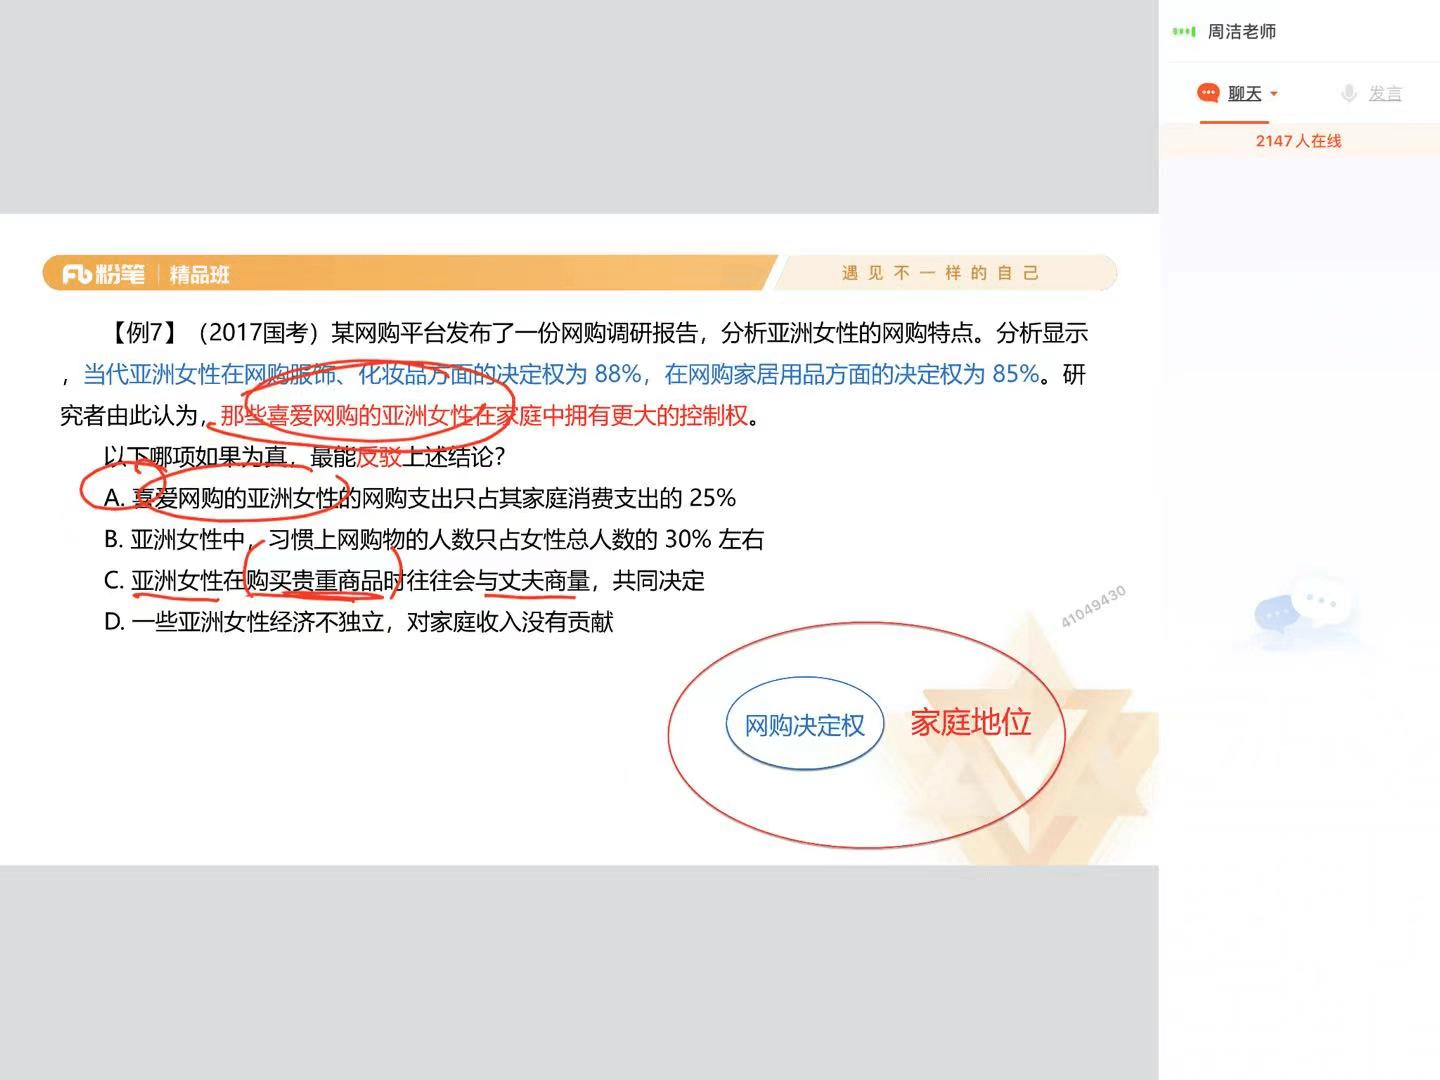 周洁老师
聊天
发言
2147人在线
粉笔 精品班
遇见不一样的自己
【例7】（2017国考）某网购平台发布了一份网购调研报告，分析亚洲女性的网购特点。分析显示
，当代亚洲女性在网购服饰、化妆品方面的决定权为 88%，在网购家居用品方面的决定权为 85%。研
究者由此认为，那些喜爱网购的亚洲女性在家庭中拥有更大的控制权。
以下哪项如果为真，最能反驳上述结论？
A. 喜爱网购的亚洲女性的网购支出只占其家庭消费支出的 25%
B. 亚洲女性中，习惯上网购物的人数只占女性总人数的 30% 左右
C. 亚洲女性在购买贵重商品时往往会与丈夫商量，共同决定
D. 一些亚洲女性经济不独立，对家庭收入没有贡献
41049430
网购决定权
家庭地位